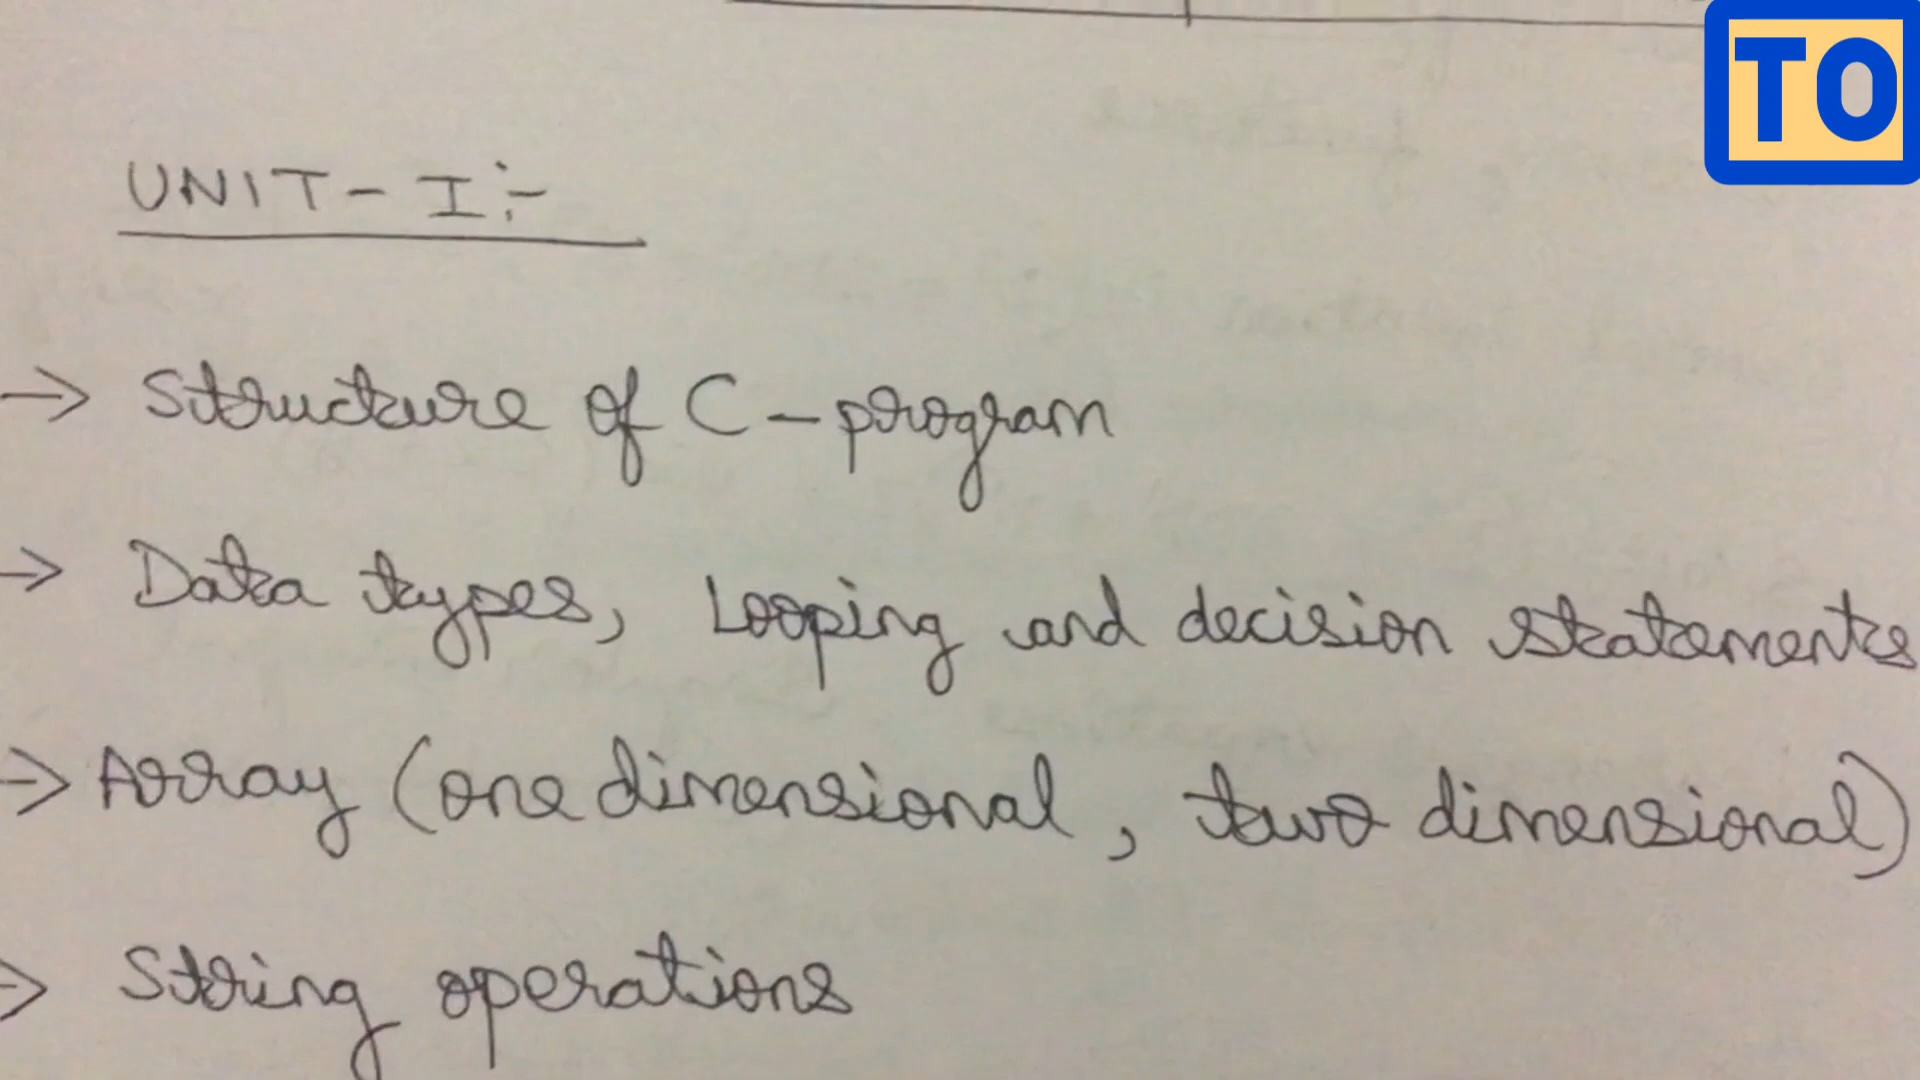 TO
UNIT - I :-
→ Structure of C - program
→ Data types, Looping and decision statements
→ Array (one dimensional, two dimensional)
→ String operations